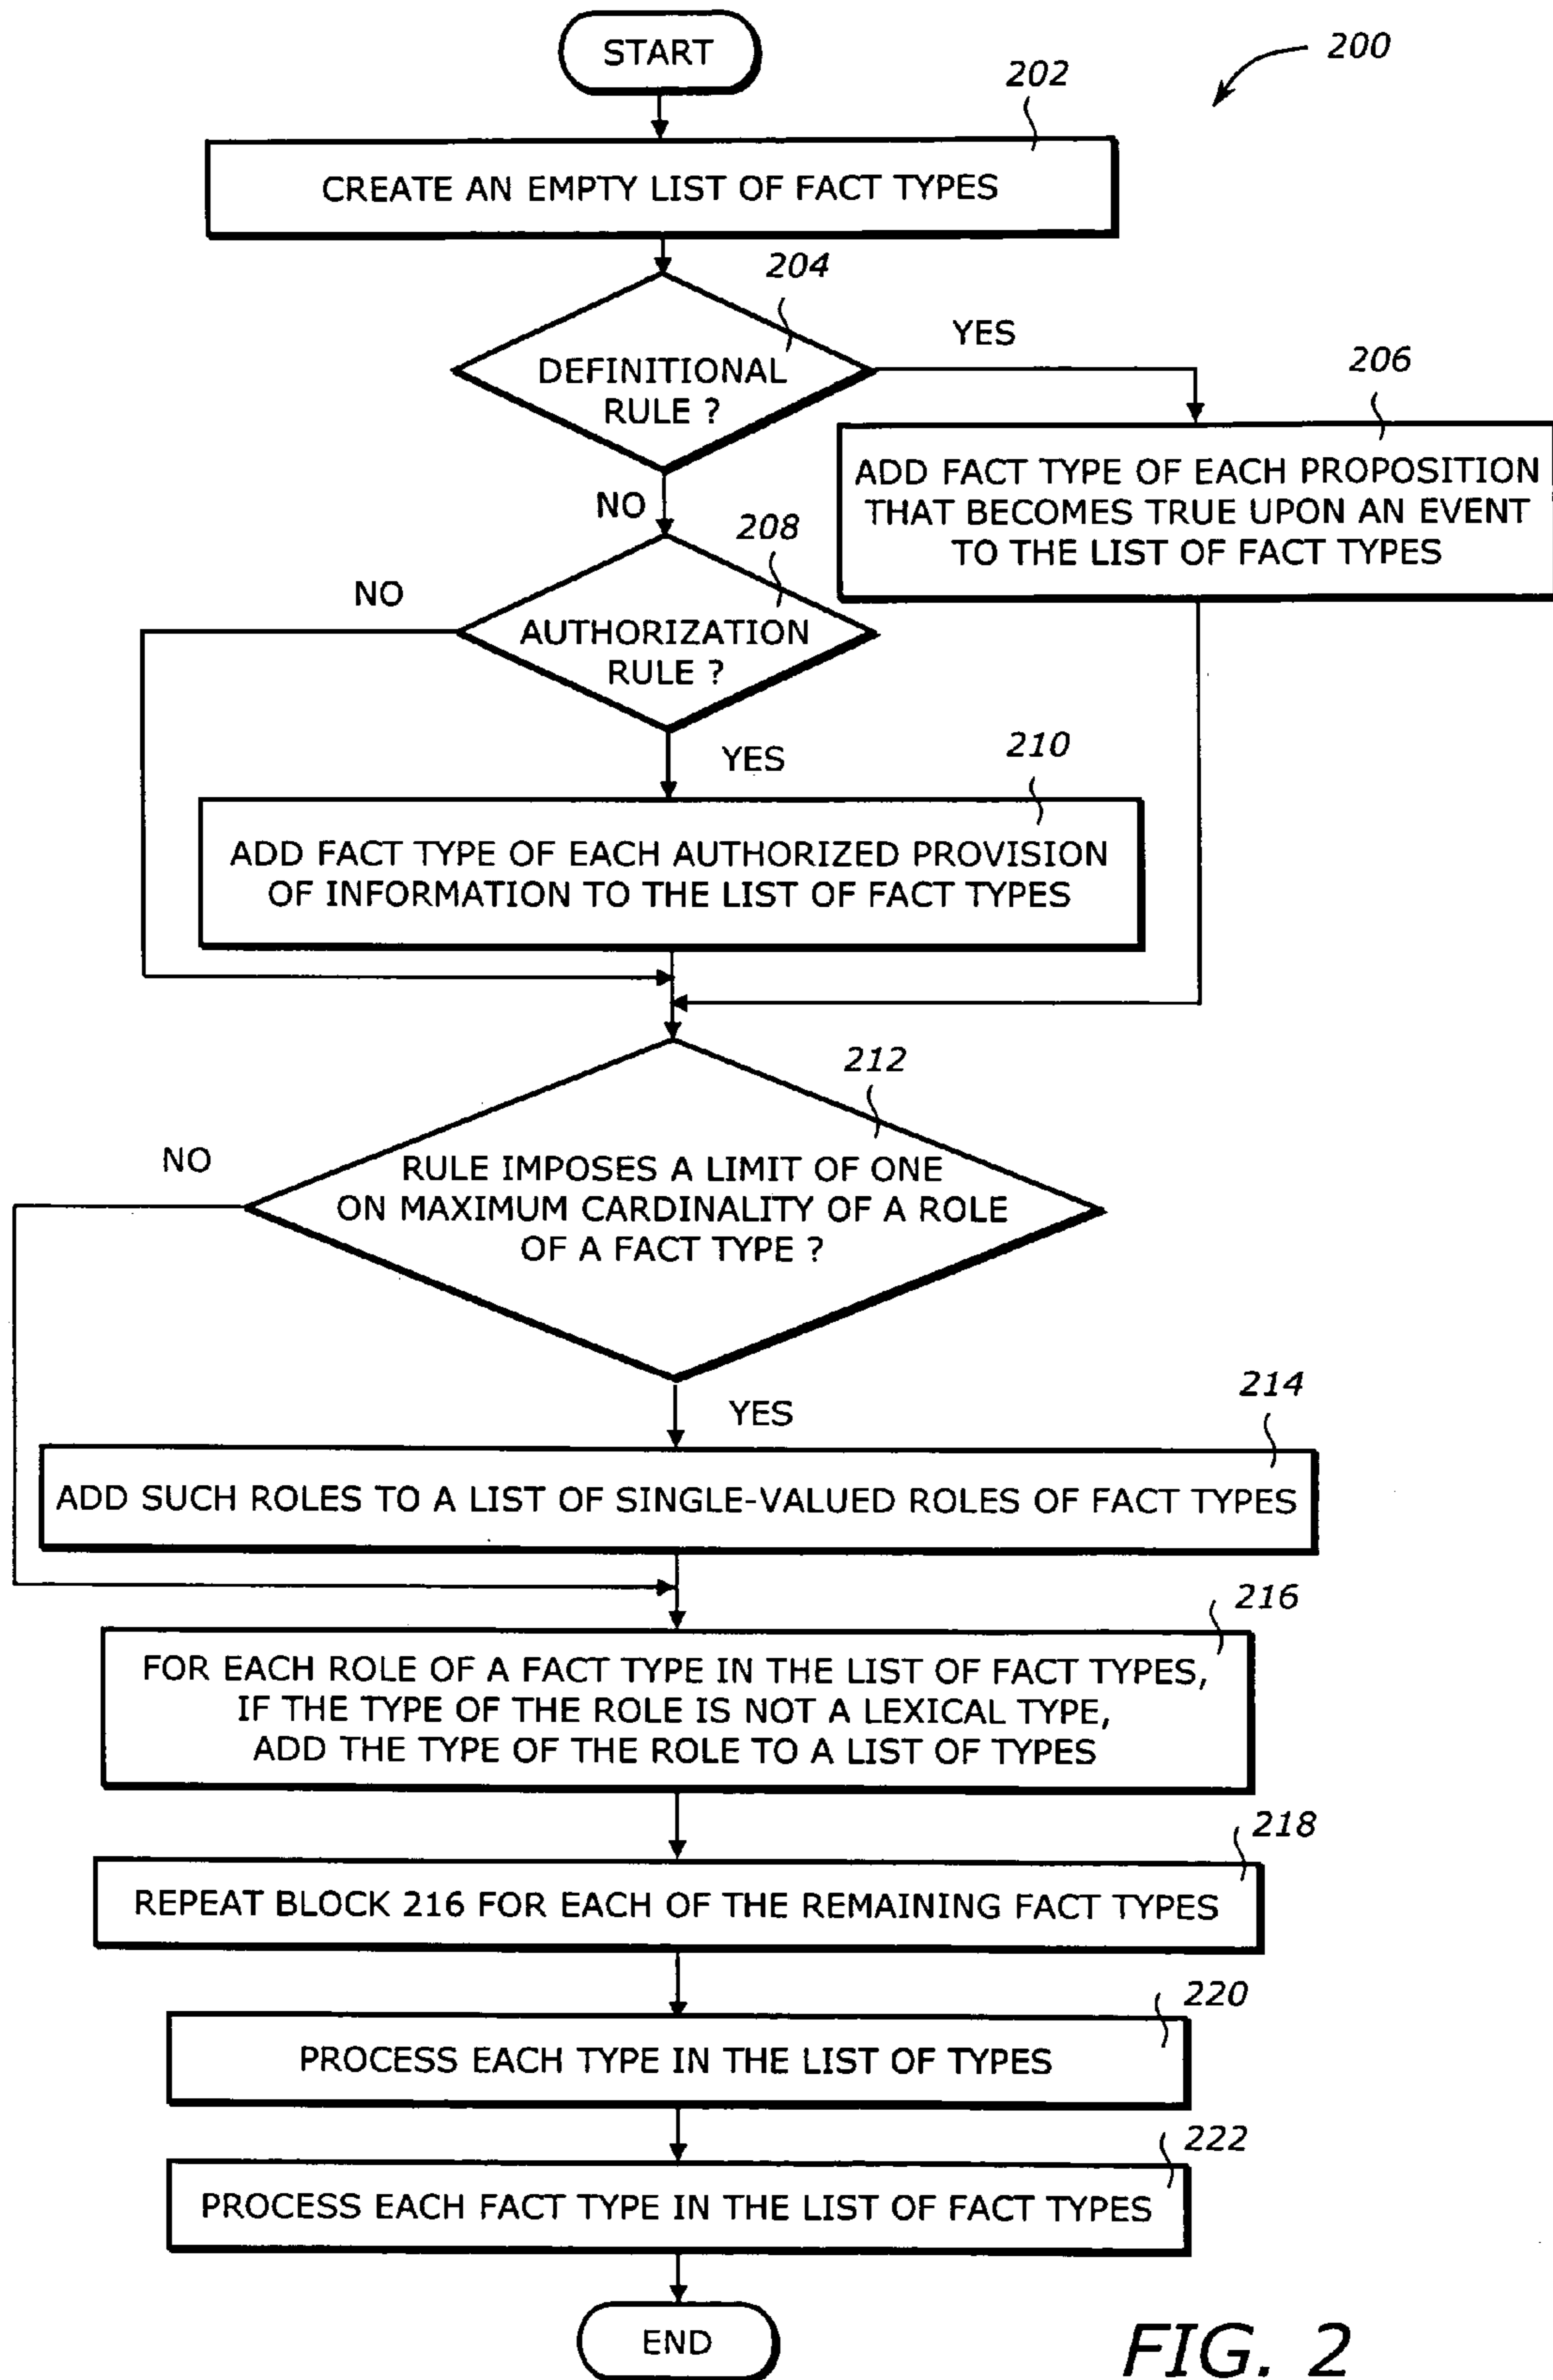 START
200
202
CREATE AN EMPTY LIST OF FACT TYPES
204
DEFINITIONAL
RULE ?
YES
206
ADD FACT TYPE OF EACH PROPOSITION
THAT BECOMES TRUE UPON AN EVENT
TO THE LIST OF FACT TYPES
NO
208
NO
AUTHORIZATION
RULE ?
YES
210
ADD FACT TYPE OF EACH AUTHORIZED PROVISION
OF INFORMATION TO THE LIST OF FACT TYPES
212
NO
RULE IMPOSES A LIMIT OF ONE
ON MAXIMUM CARDINALITY OF A ROLE
OF A FACT TYPE ?
YES
214
ADD SUCH ROLES TO A LIST OF SINGLE-VALUED ROLES OF FACT TYPES
216
FOR EACH ROLE OF A FACT TYPE IN THE LIST OF FACT TYPES,
IF THE TYPE OF THE ROLE IS NOT A LEXICAL TYPE,
ADD THE TYPE OF THE ROLE TO A LIST OF TYPES
218
REPEAT BLOCK 216 FOR EACH OF THE REMAINING FACT TYPES
220
PROCESS EACH TYPE IN THE LIST OF TYPES
222
PROCESS EACH FACT TYPE IN THE LIST OF FACT TYPES
END
FIG. 2